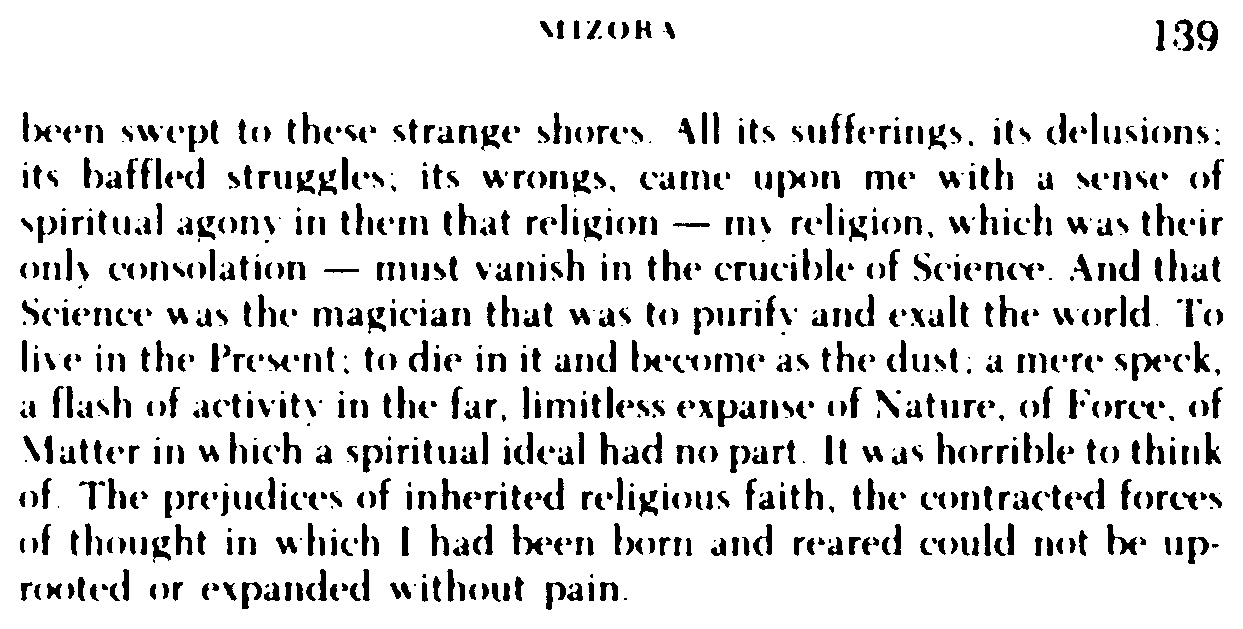 MIZORA 139
been swept to these strange shores. All its sufferings, its delusions;
its baffled struggles; its wrongs, came upon me with a sense of
spiritual agony in them that religion — my religion, which was their
only consolation — must vanish in the crucible of Science. And that
Science was the magician that was to purify and exalt the world. To
live in the Present; to die in it and become as the dust; a mere speck,
a flash of activity in the far, limitless expanse of Nature, of Force, of
Matter in which a spiritual ideal had no part. It was horrible to think
of. The prejudices of inherited religious faith, the contracted forces
of thought in which I had been born and reared could not be up-
rooted or expanded without pain.